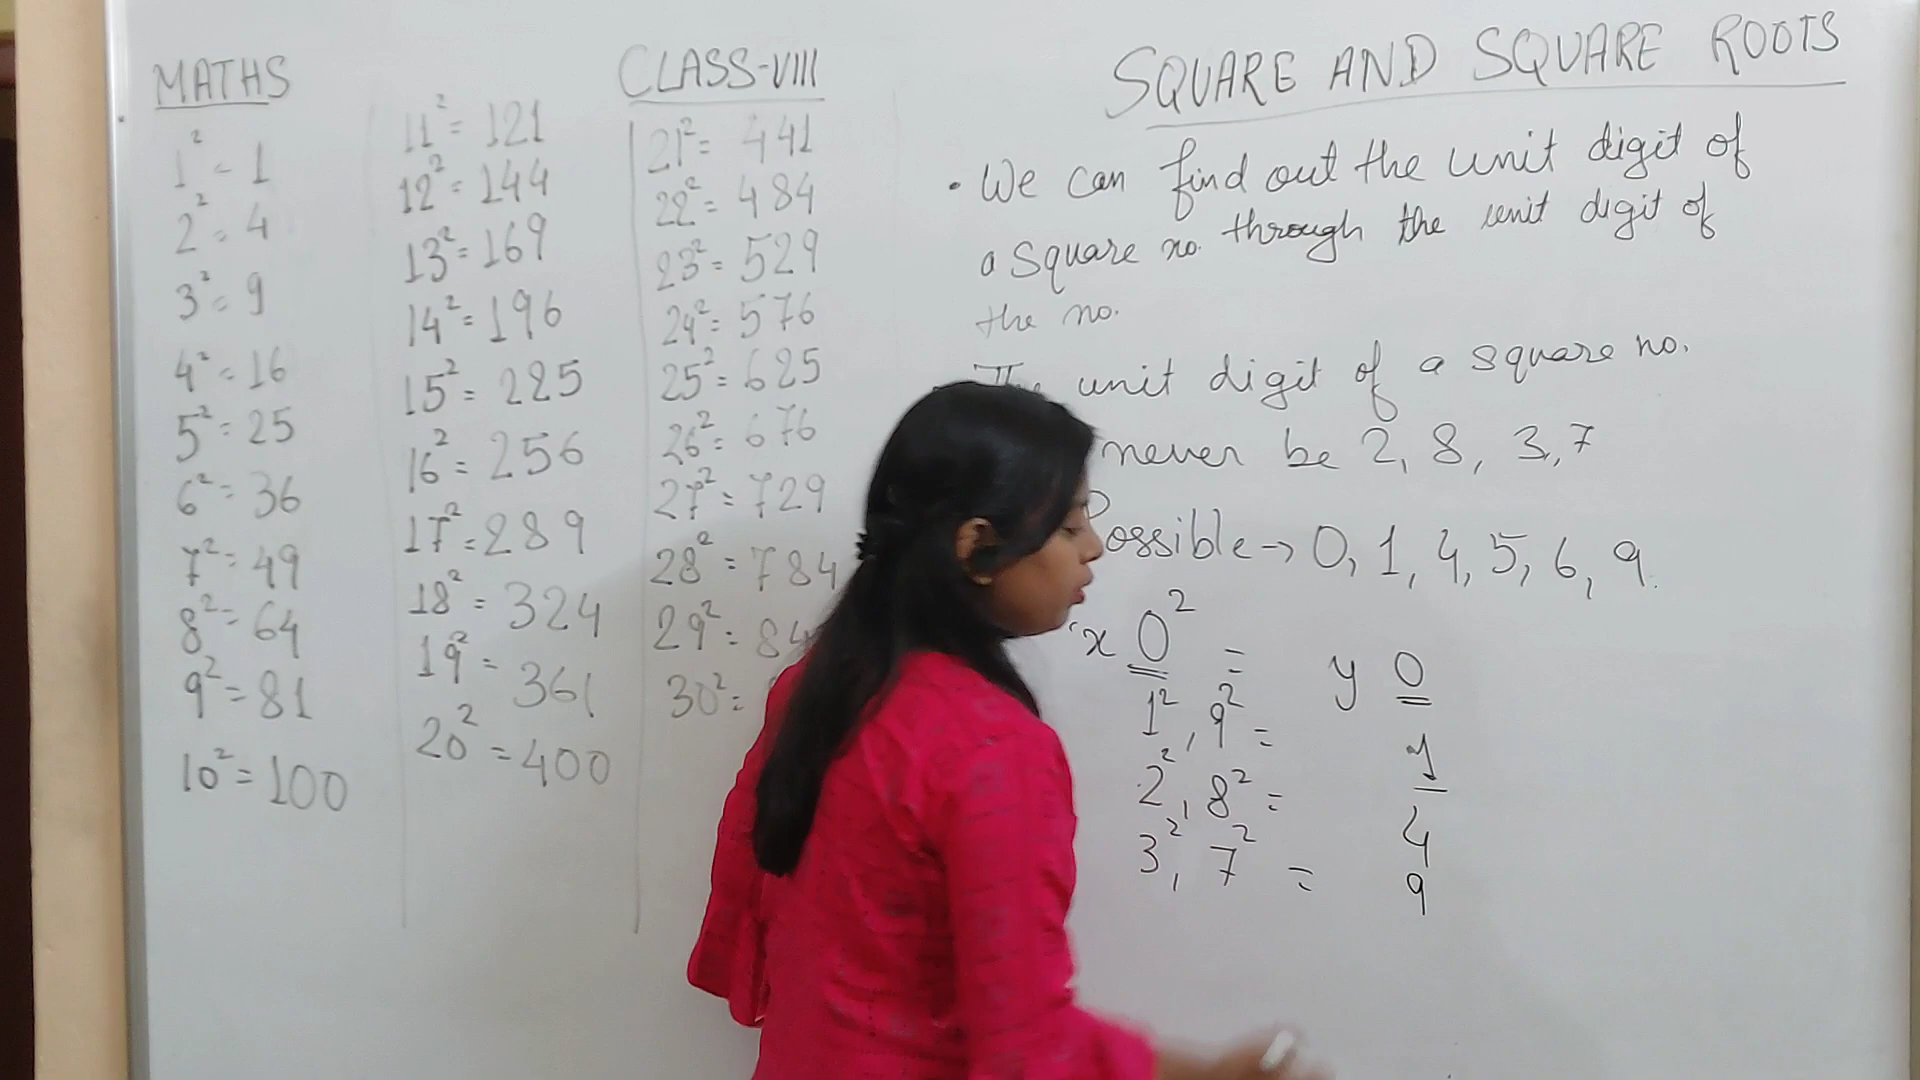 MATHS
1² = 1
2² = 4
3² = 9
4² = 16
5² = 25
6² = 36
7² = 49
8² = 64
9² = 81
10² = 100
11² = 121
12² = 144
13² = 169
14² = 196
15² = 225
16² = 256
17² = 289
18² = 324
19² = 361
20² = 400
CLASS-VIII
21² = 441
22² = 484
23² = 529
24² = 576
25² = 625
26² = 676
27² = 729
28² = 784
29² = 84
30² =
SQUARE AND SQUARE ROOTS
• We can find out the unit digit of
a square no. through the unit digit of
the no.
unit digit of a square no.
never be 2, 8, 3, 7
Possible → 0, 1, 4, 5, 6, 9.
x 0² = y 0
1², 9² = 1
2², 8² = 4
3², 7² = 9